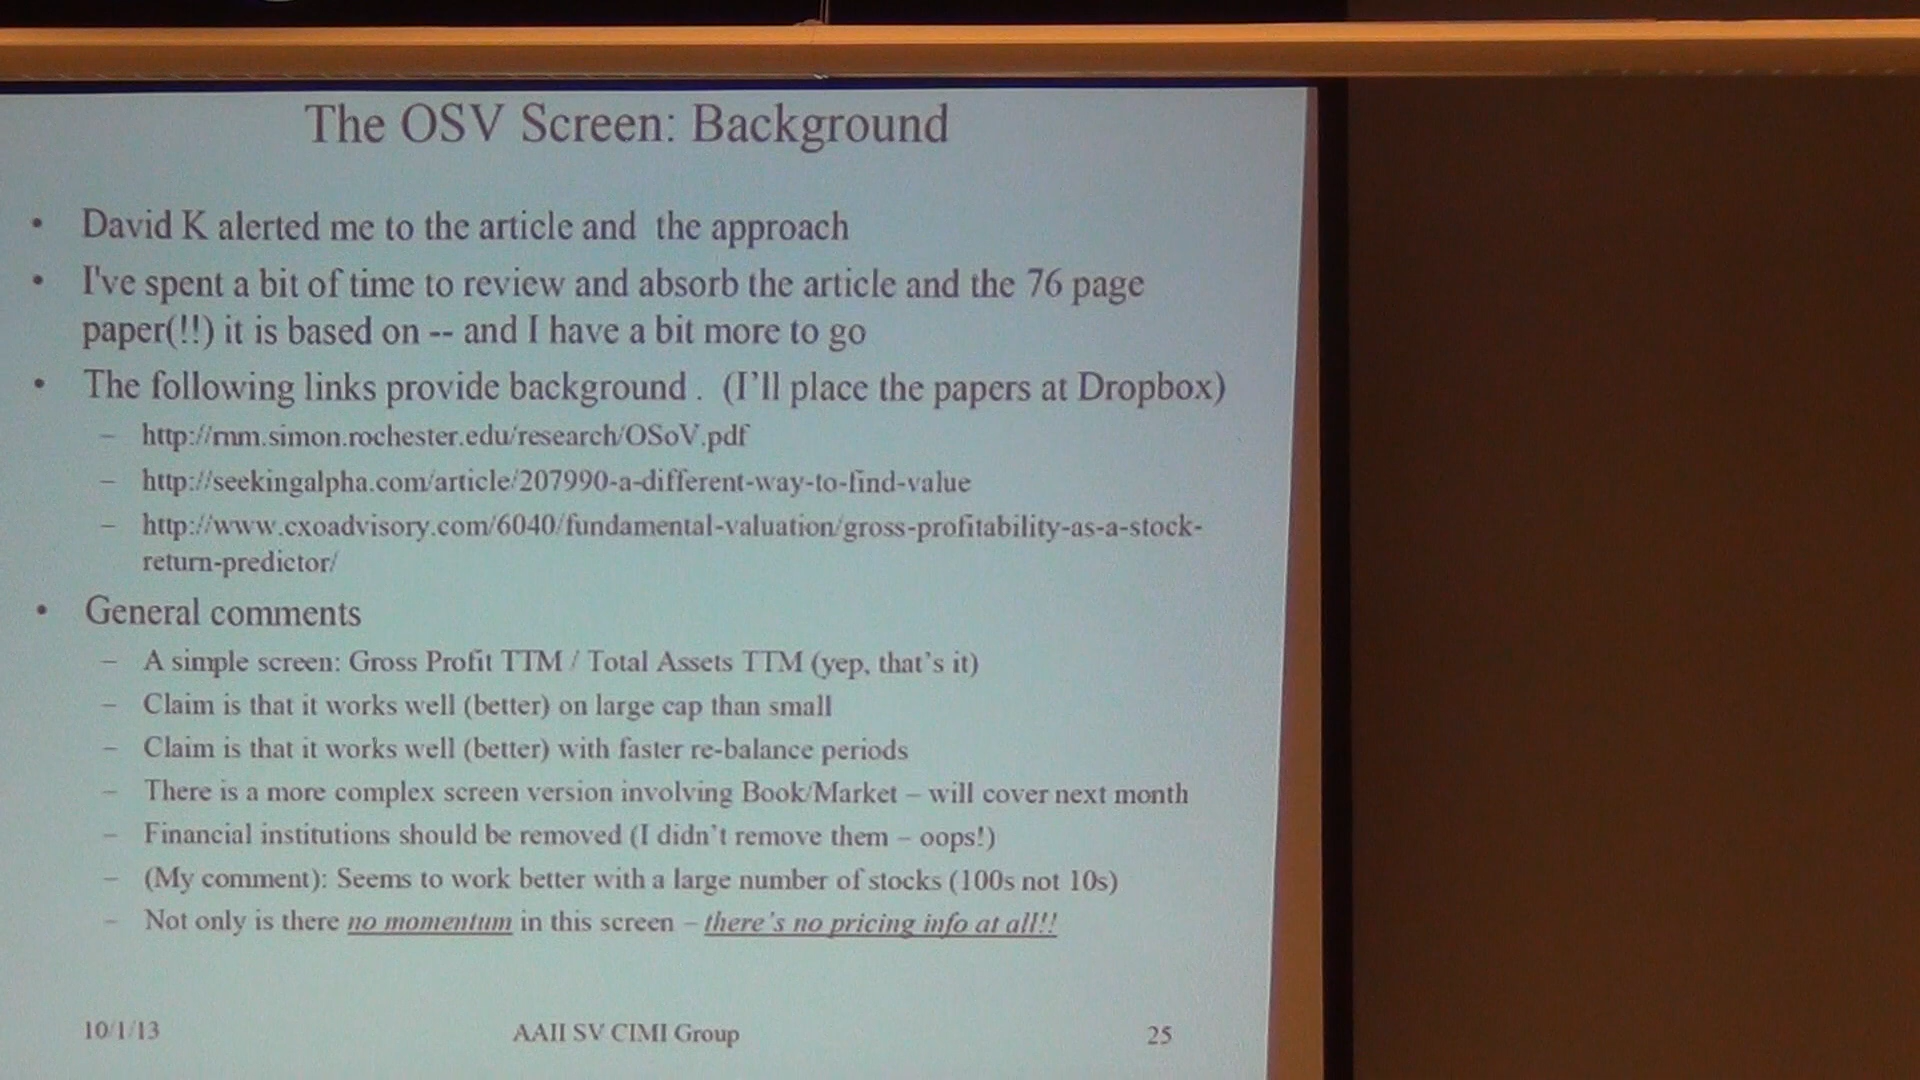 The OSV Screen: Background
• David K alerted me to the article and the approach
• I've spent a bit of time to review and absorb the article and the 76 page
paper(!!) it is based on -- and I have a bit more to go
• The following links provide background . (I'll place the papers at Dropbox)
– http://rnm.simon.rochester.edu/research/OSoV.pdf
– http://seekingalpha.com/article/207990-a-different-way-to-find-value
– http://www.cxoadvisory.com/6040/fundamental-valuation/gross-profitability-as-a-stock-
return-predictor/
• General comments
– A simple screen: Gross Profit TTM / Total Assets TTM (yep, that's it)
– Claim is that it works well (better) on large cap than small
– Claim is that it works well (better) with faster re-balance periods
– There is a more complex screen version involving Book/Market – will cover next month
– Financial institutions should be removed (I didn't remove them – oops!)
– (My comment): Seems to work better with a large number of stocks (100s not 10s)
– Not only is there no momentum in this screen – there's no pricing info at all!!
10/1/13 AAII SV CIMI Group 25